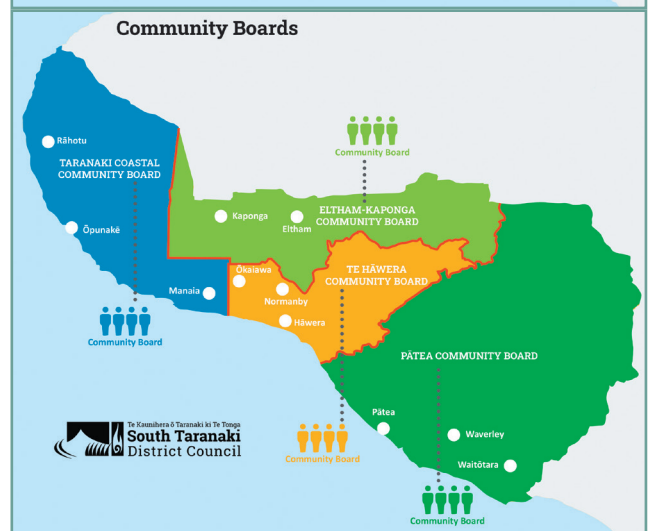 Community Boards
Community Board
Rāhotu
TARANAKI COASTAL
COMMUNITY BOARD
Kaponga
Eltham
ELTHAM-KAPONGA
COMMUNITY BOARD
Ōpunakē
Ōkaiawa
TE HĀWERA
COMMUNITY BOARD
Manaia
Normanby
Hāwera
Community Board
PĀTEA COMMUNITY BOARD
Pātea
Te Kaunihera ō Taranaki ki Te Tonga
South Taranaki
District Council
Waverley
Community Board
Waitōtara
Community Board